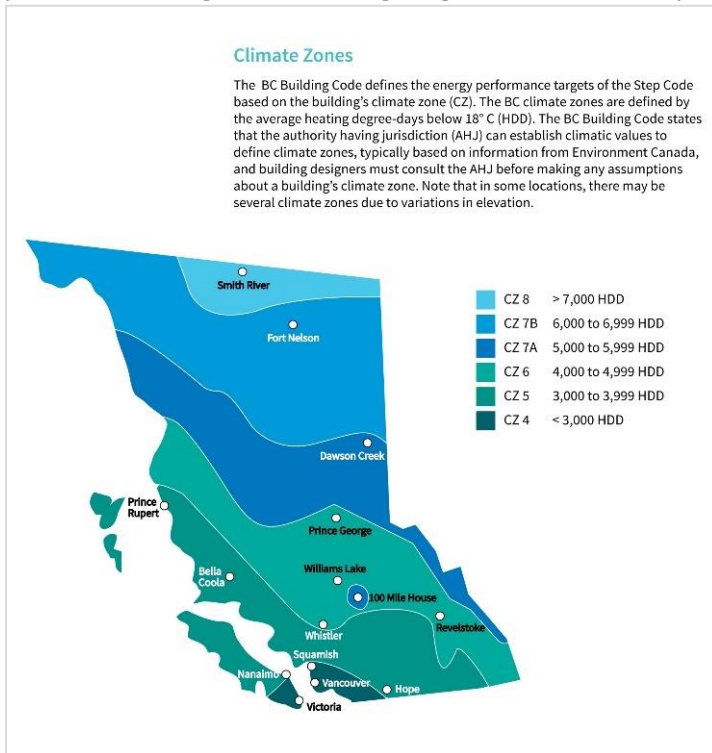 Climate Zones
The BC Building Code defines the energy performance targets of the Step Code
based on the building's climate zone (CZ). The BC climate zones are defined by
the average heating degree-days below 18° C (HDD). The BC Building Code states
that the authority having jurisdiction (AHJ) can establish climatic values to
define climate zones, typically based on information from Environment Canada,
and building designers must consult the AHJ before making any assumptions
about a building's climate zone. Note that in some locations, there may be
several climate zones due to variations in elevation.
Smith River
Fort Nelson
Dawson Creek
Prince
Rupert
Prince George
Williams Lake
Bella
Coola
100 Mile House
Revelstoke
Whistler
Squamish
Nanaimo
Vancouver
Hope
Victoria
CZ 8 > 7,000 HDD
CZ 7B 6,000 to 6,999 HDD
CZ 7A 5,000 to 5,999 HDD
CZ 6 4,000 to 4,999 HDD
CZ 5 3,000 to 3,999 HDD
CZ 4 < 3,000 HDD